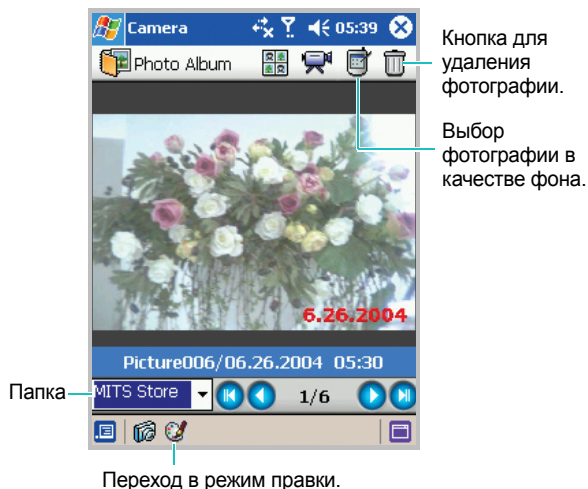 Camera 05:39
Photo Album
6.26.2004
Picture006/06.26.2004 05:30
MITS Store 1/6
Кнопка для
удаления
фотографии.
Выбор
фотографии в
качестве фона.
Папка
Переход в режим правки.